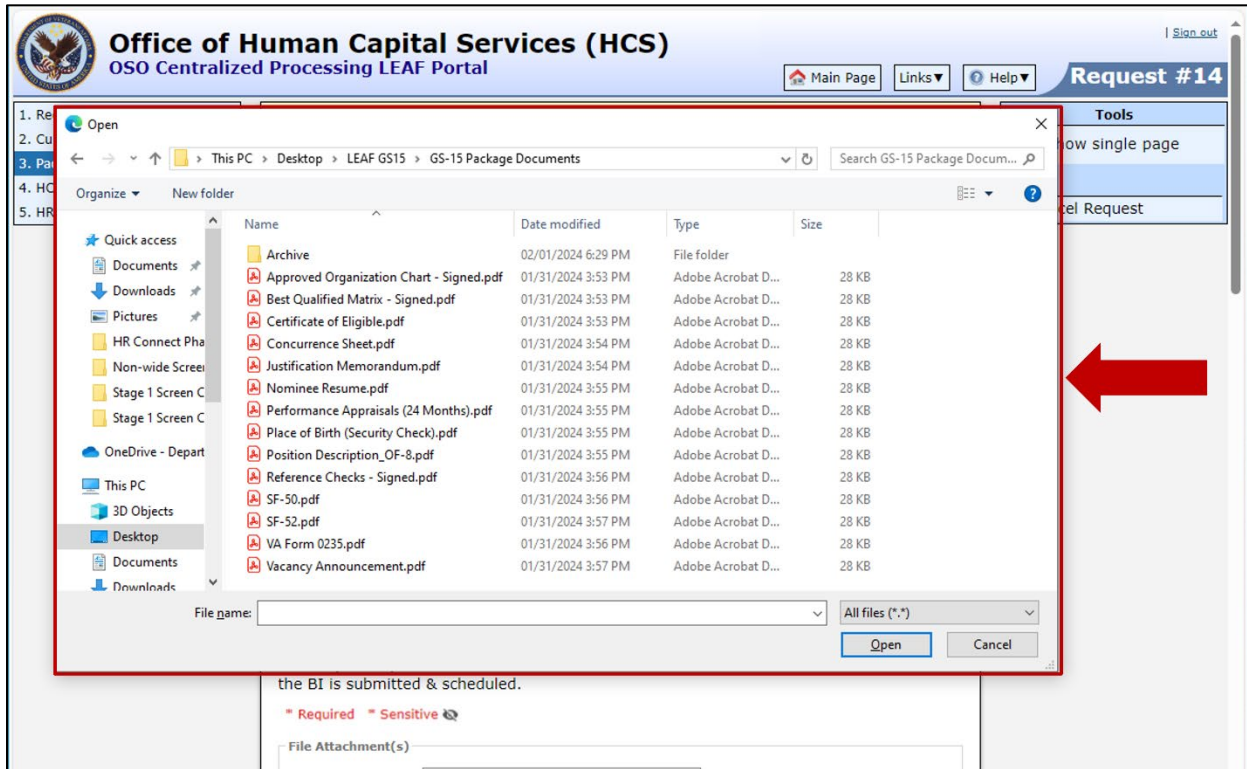 Office of Human Capital Services (HCS)
OSO Centralized Processing LEAF Portal
| Sign out
Main Page
Links▼
Help▼
Request #14
1. Re
2. Cu
3. Pa
4. HC
5. HR
Tools
how single page
cel Request
Open
This PC > Desktop > LEAF GS15 > GS-15 Package Documents
Search GS-15 Package Docum...
Organize
New folder
Quick access
Documents
Downloads
Pictures
HR Connect Pha
Non-wide Screen
Stage 1 Screen C
Stage 1 Screen C
OneDrive - Depart
This PC
3D Objects
Desktop
Documents
Downloads
Name Date modified Type Size
Archive 02/01/2024 6:29 PM File folder
Approved Organization Chart - Signed.pdf 01/31/2024 3:53 PM Adobe Acrobat D... 28 KB
Best Qualified Matrix - Signed.pdf 01/31/2024 3:53 PM Adobe Acrobat D... 28 KB
Certificate of Eligible.pdf 01/31/2024 3:53 PM Adobe Acrobat D... 28 KB
Concurrence Sheet.pdf 01/31/2024 3:54 PM Adobe Acrobat D... 28 KB
Justification Memorandum.pdf 01/31/2024 3:54 PM Adobe Acrobat D... 28 KB
Nominee Resume.pdf 01/31/2024 3:55 PM Adobe Acrobat D... 28 KB
Performance Appraisals (24 Months).pdf 01/31/2024 3:55 PM Adobe Acrobat D... 28 KB
Place of Birth (Security Check).pdf 01/31/2024 3:55 PM Adobe Acrobat D... 28 KB
Position Description_OF-8.pdf 01/31/2024 3:55 PM Adobe Acrobat D... 28 KB
Reference Checks - Signed.pdf 01/31/2024 3:56 PM Adobe Acrobat D... 28 KB
SF-50.pdf 01/31/2024 3:56 PM Adobe Acrobat D... 28 KB
SF-52.pdf 01/31/2024 3:57 PM Adobe Acrobat D... 28 KB
VA Form 0235.pdf 01/31/2024 3:56 PM Adobe Acrobat D... 28 KB
Vacancy Announcement.pdf 01/31/2024 3:57 PM Adobe Acrobat D... 28 KB
File name:
All files (*.*)
Open
Cancel
the BI is submitted & scheduled.
* Required * Sensitive
File Attachment(s)